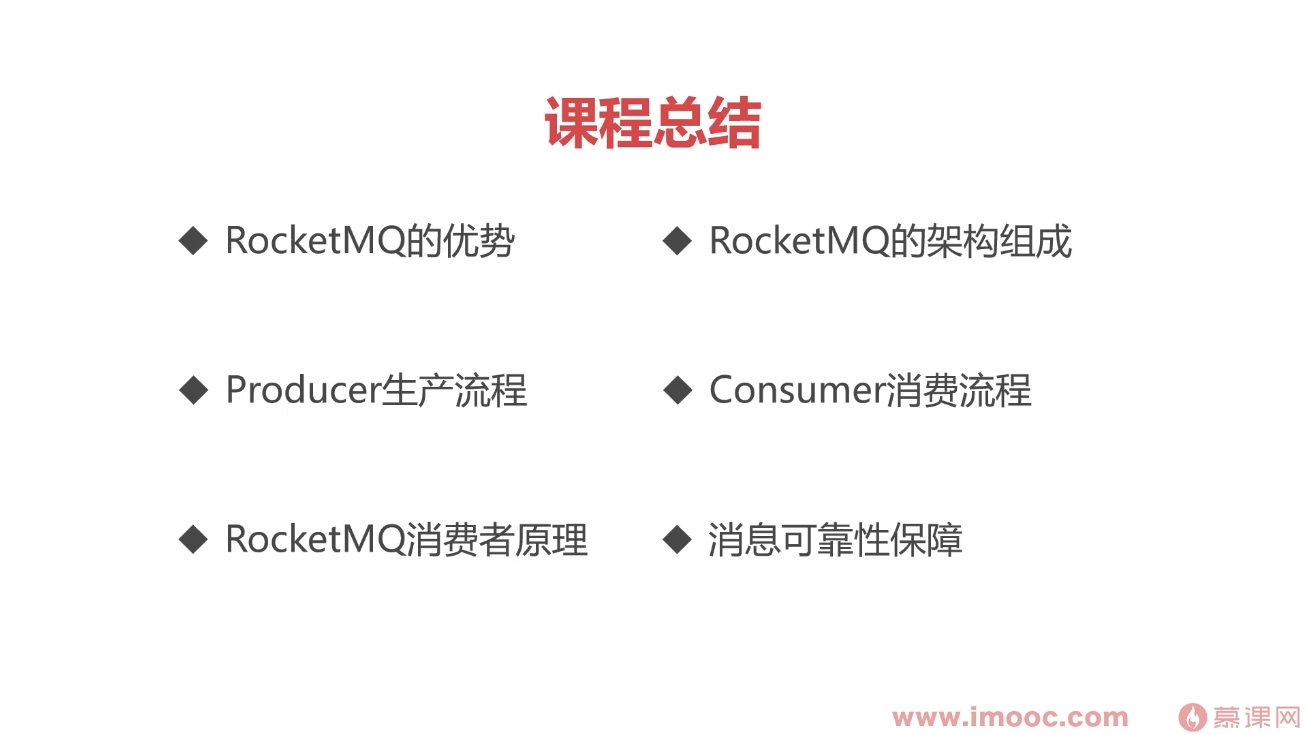 课程总结
◆ RocketMQ的优势
◆ RocketMQ的架构组成
◆ Producer生产流程
◆ Consumer消费流程
◆ RocketMQ消费者原理
◆ 消息可靠性保障
www.imooc.com 慕课网